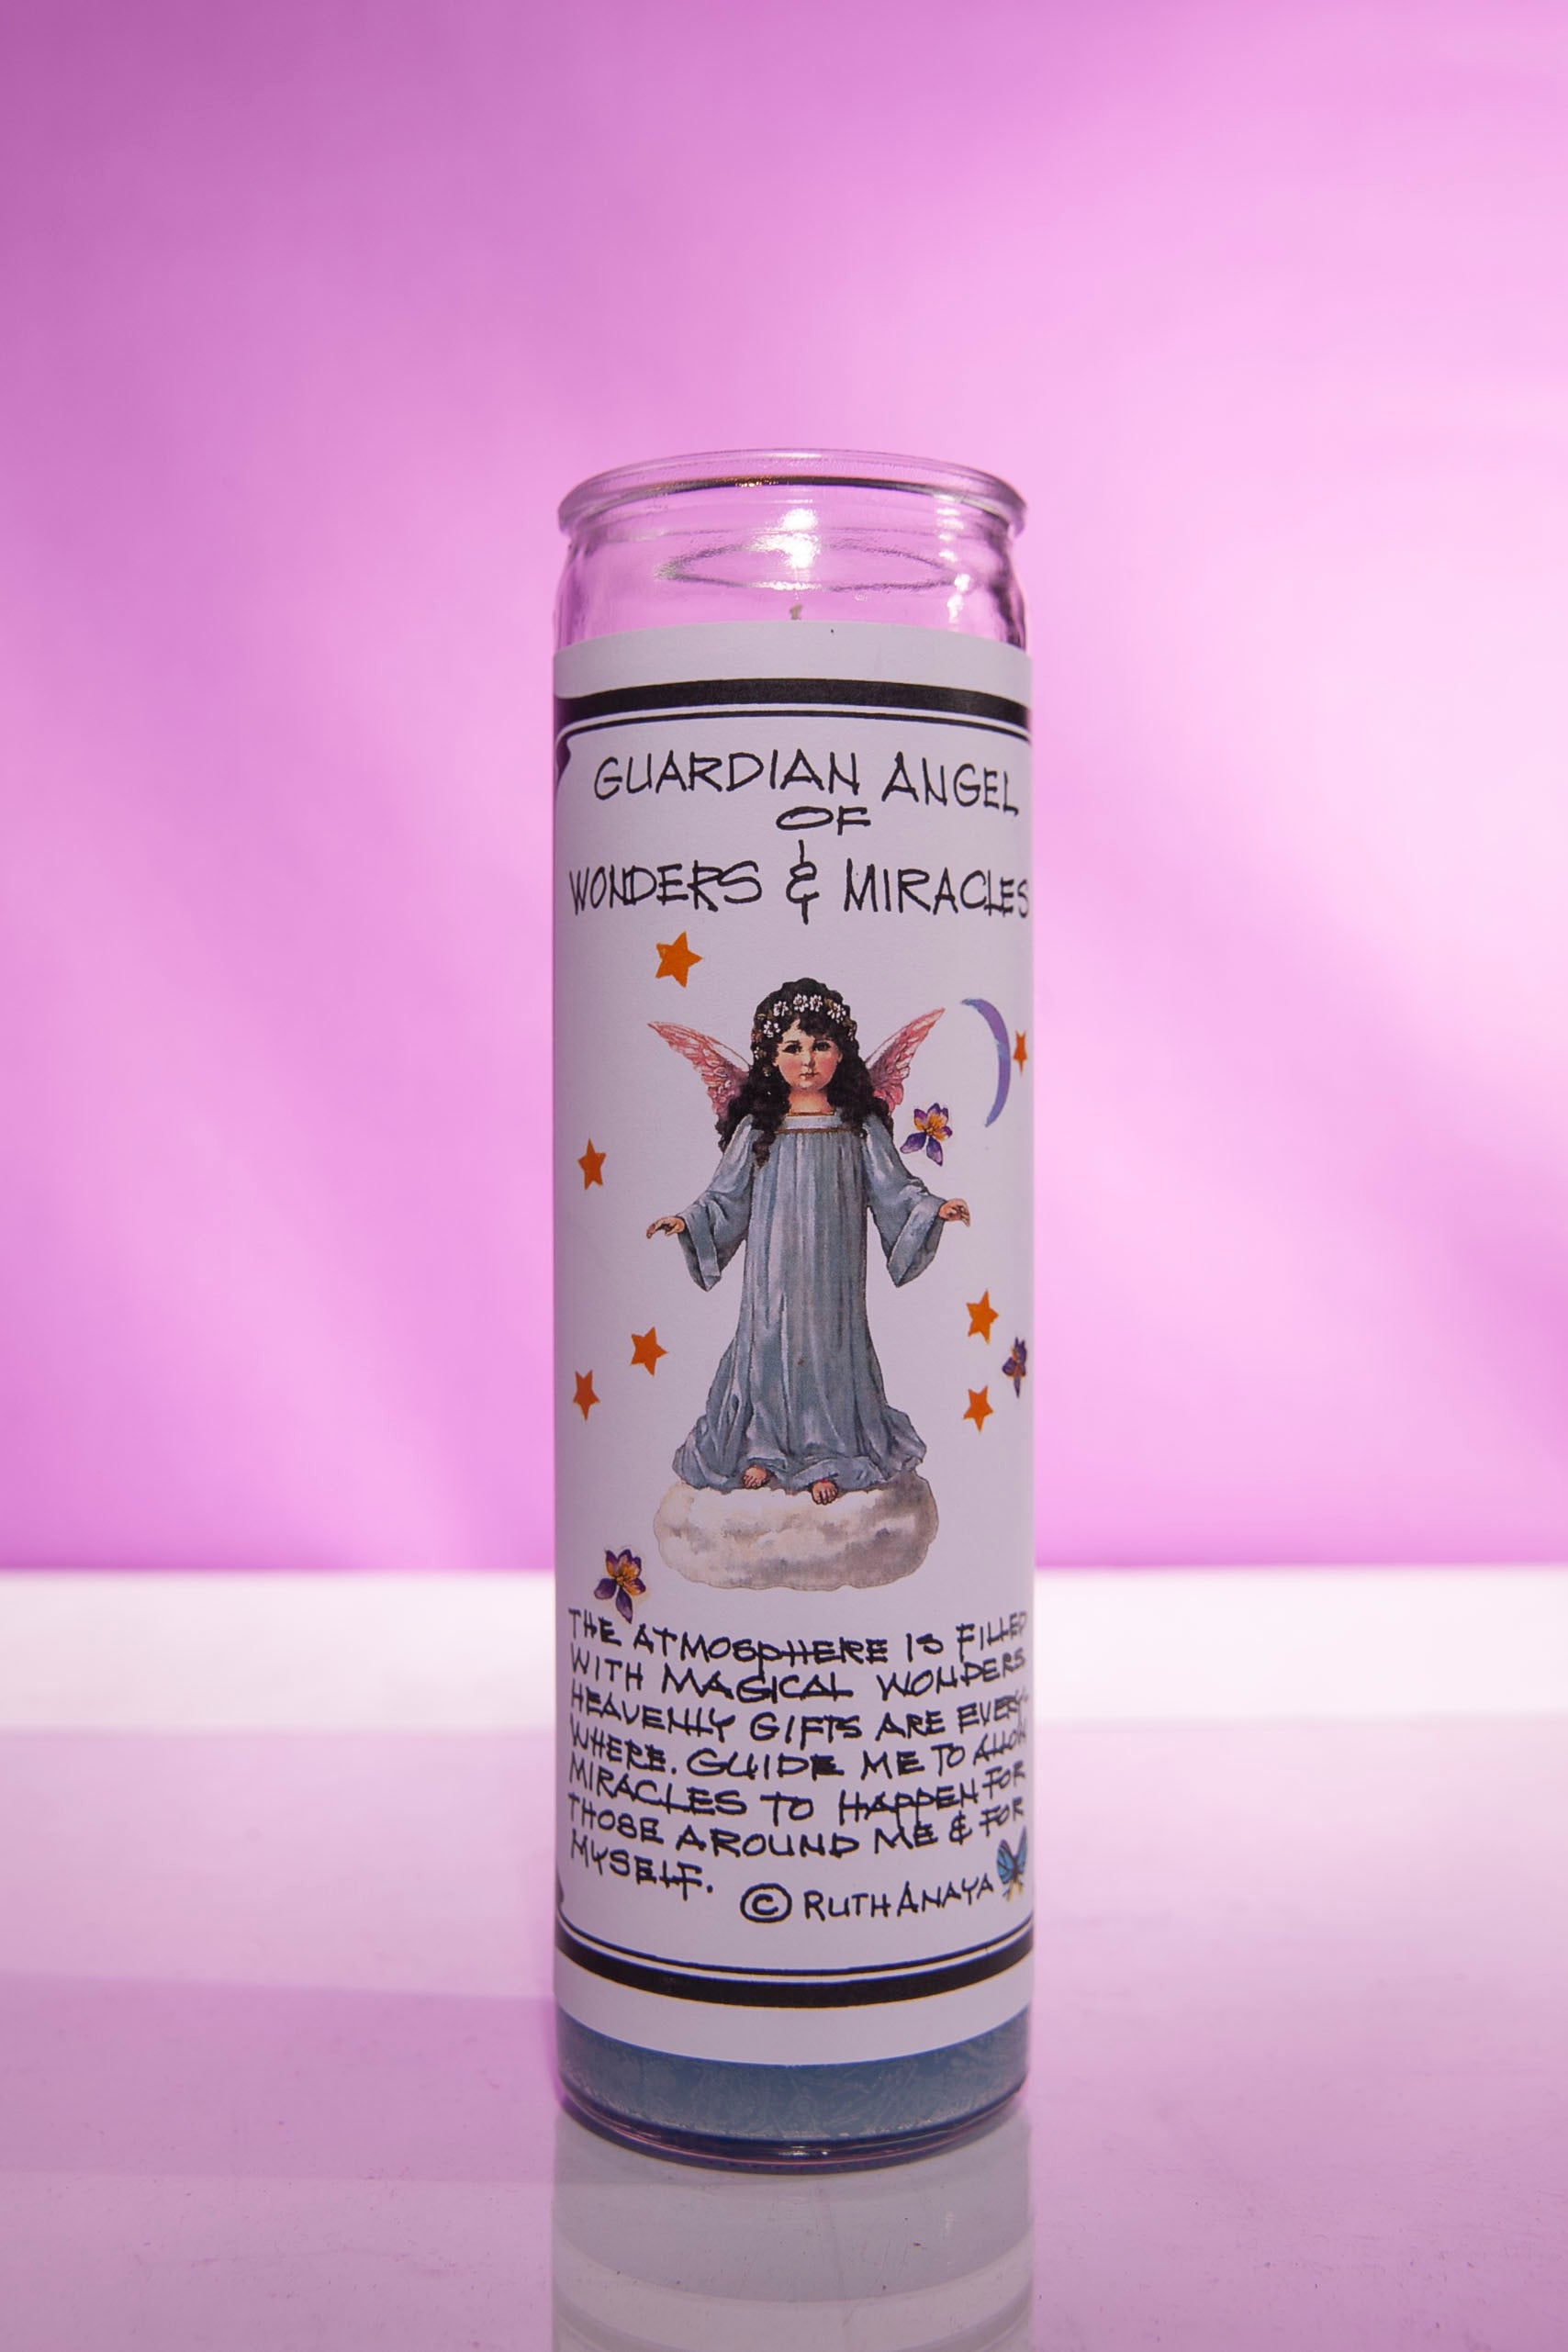 GUARDIAN ANGEL
OF
WONDERS & MIRACLES
THE ATMOSPHERE IS FILLED
WITH MAGICAL WONDERS
HEAVENLY GIFTS ARE EVERY-
WHERE. GUIDE ME TO ALLOW
MIRACLES TO HAPPEN FOR
THOSE AROUND ME & FOR
MYSELF.
© RUTH ANAYA